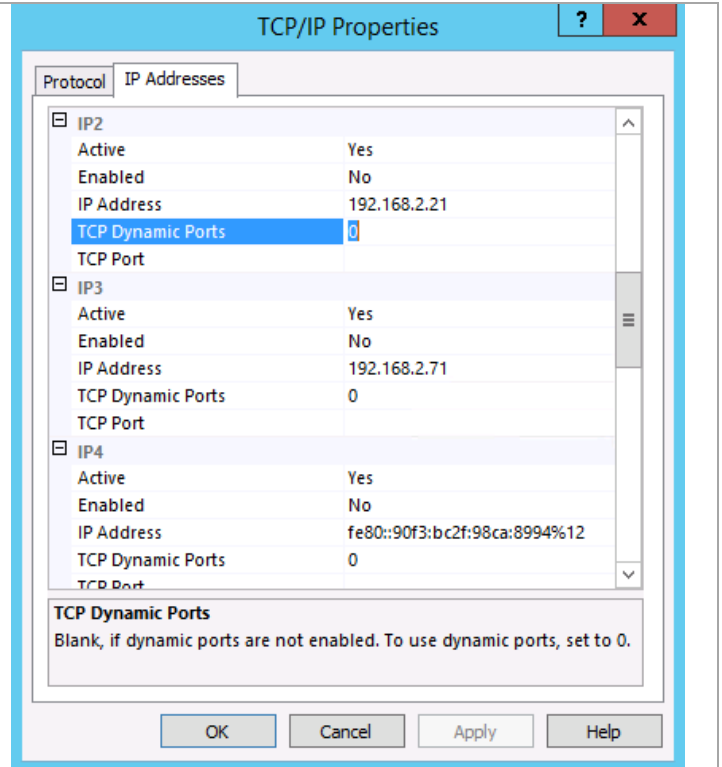 TCP/IP Properties
? x
Protocol IP Addresses
IP2
Active Yes
Enabled No
IP Address 192.168.2.21
TCP Dynamic Ports 0
TCP Port
IP3
Active Yes
Enabled No
IP Address 192.168.2.71
TCP Dynamic Ports 0
TCP Port
IP4
Active Yes
Enabled No
IP Address fe80::90f3:bc2f:98ca:8994%12
TCP Dynamic Ports 0
TCP Port
TCP Dynamic Ports
Blank, if dynamic ports are not enabled. To use dynamic ports, set to 0.
OK Cancel Apply Help